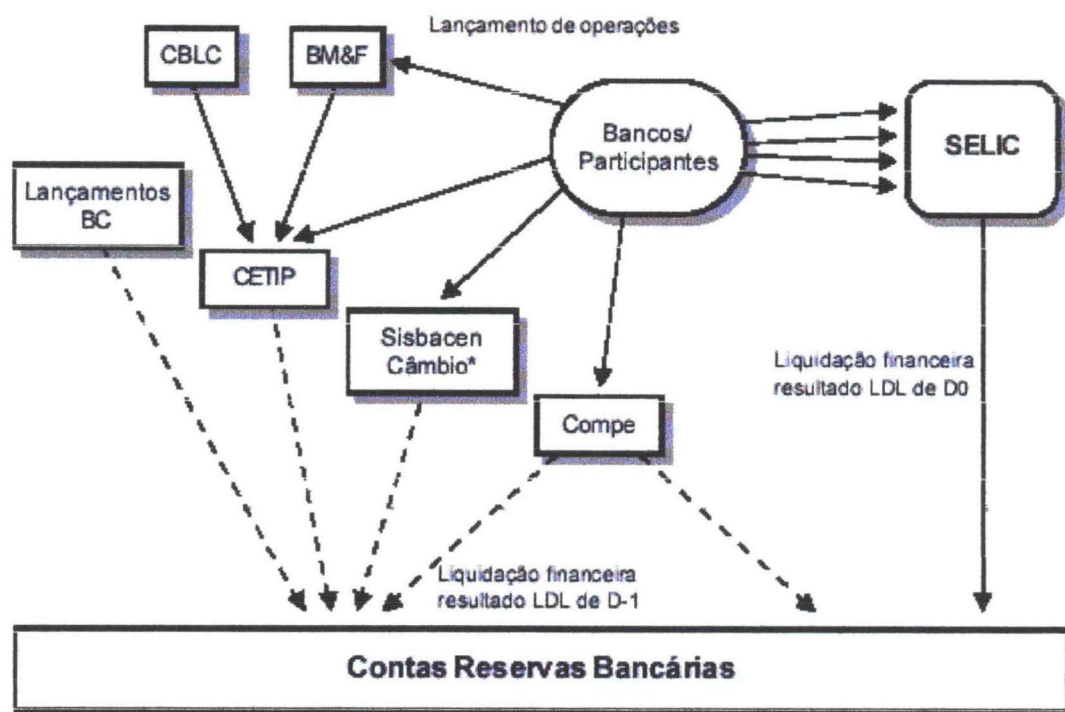 Lançamento de operações
CBLC
BM&F
Bancos/
Participantes
SELIC
Lançamentos
BC
CETIP
Sisbacen
Câmbio*
Compe
Liquidação financeira
resultado LDL de D0
Liquidação financeira
resultado LDL de D-1
Contas Reservas Bancárias